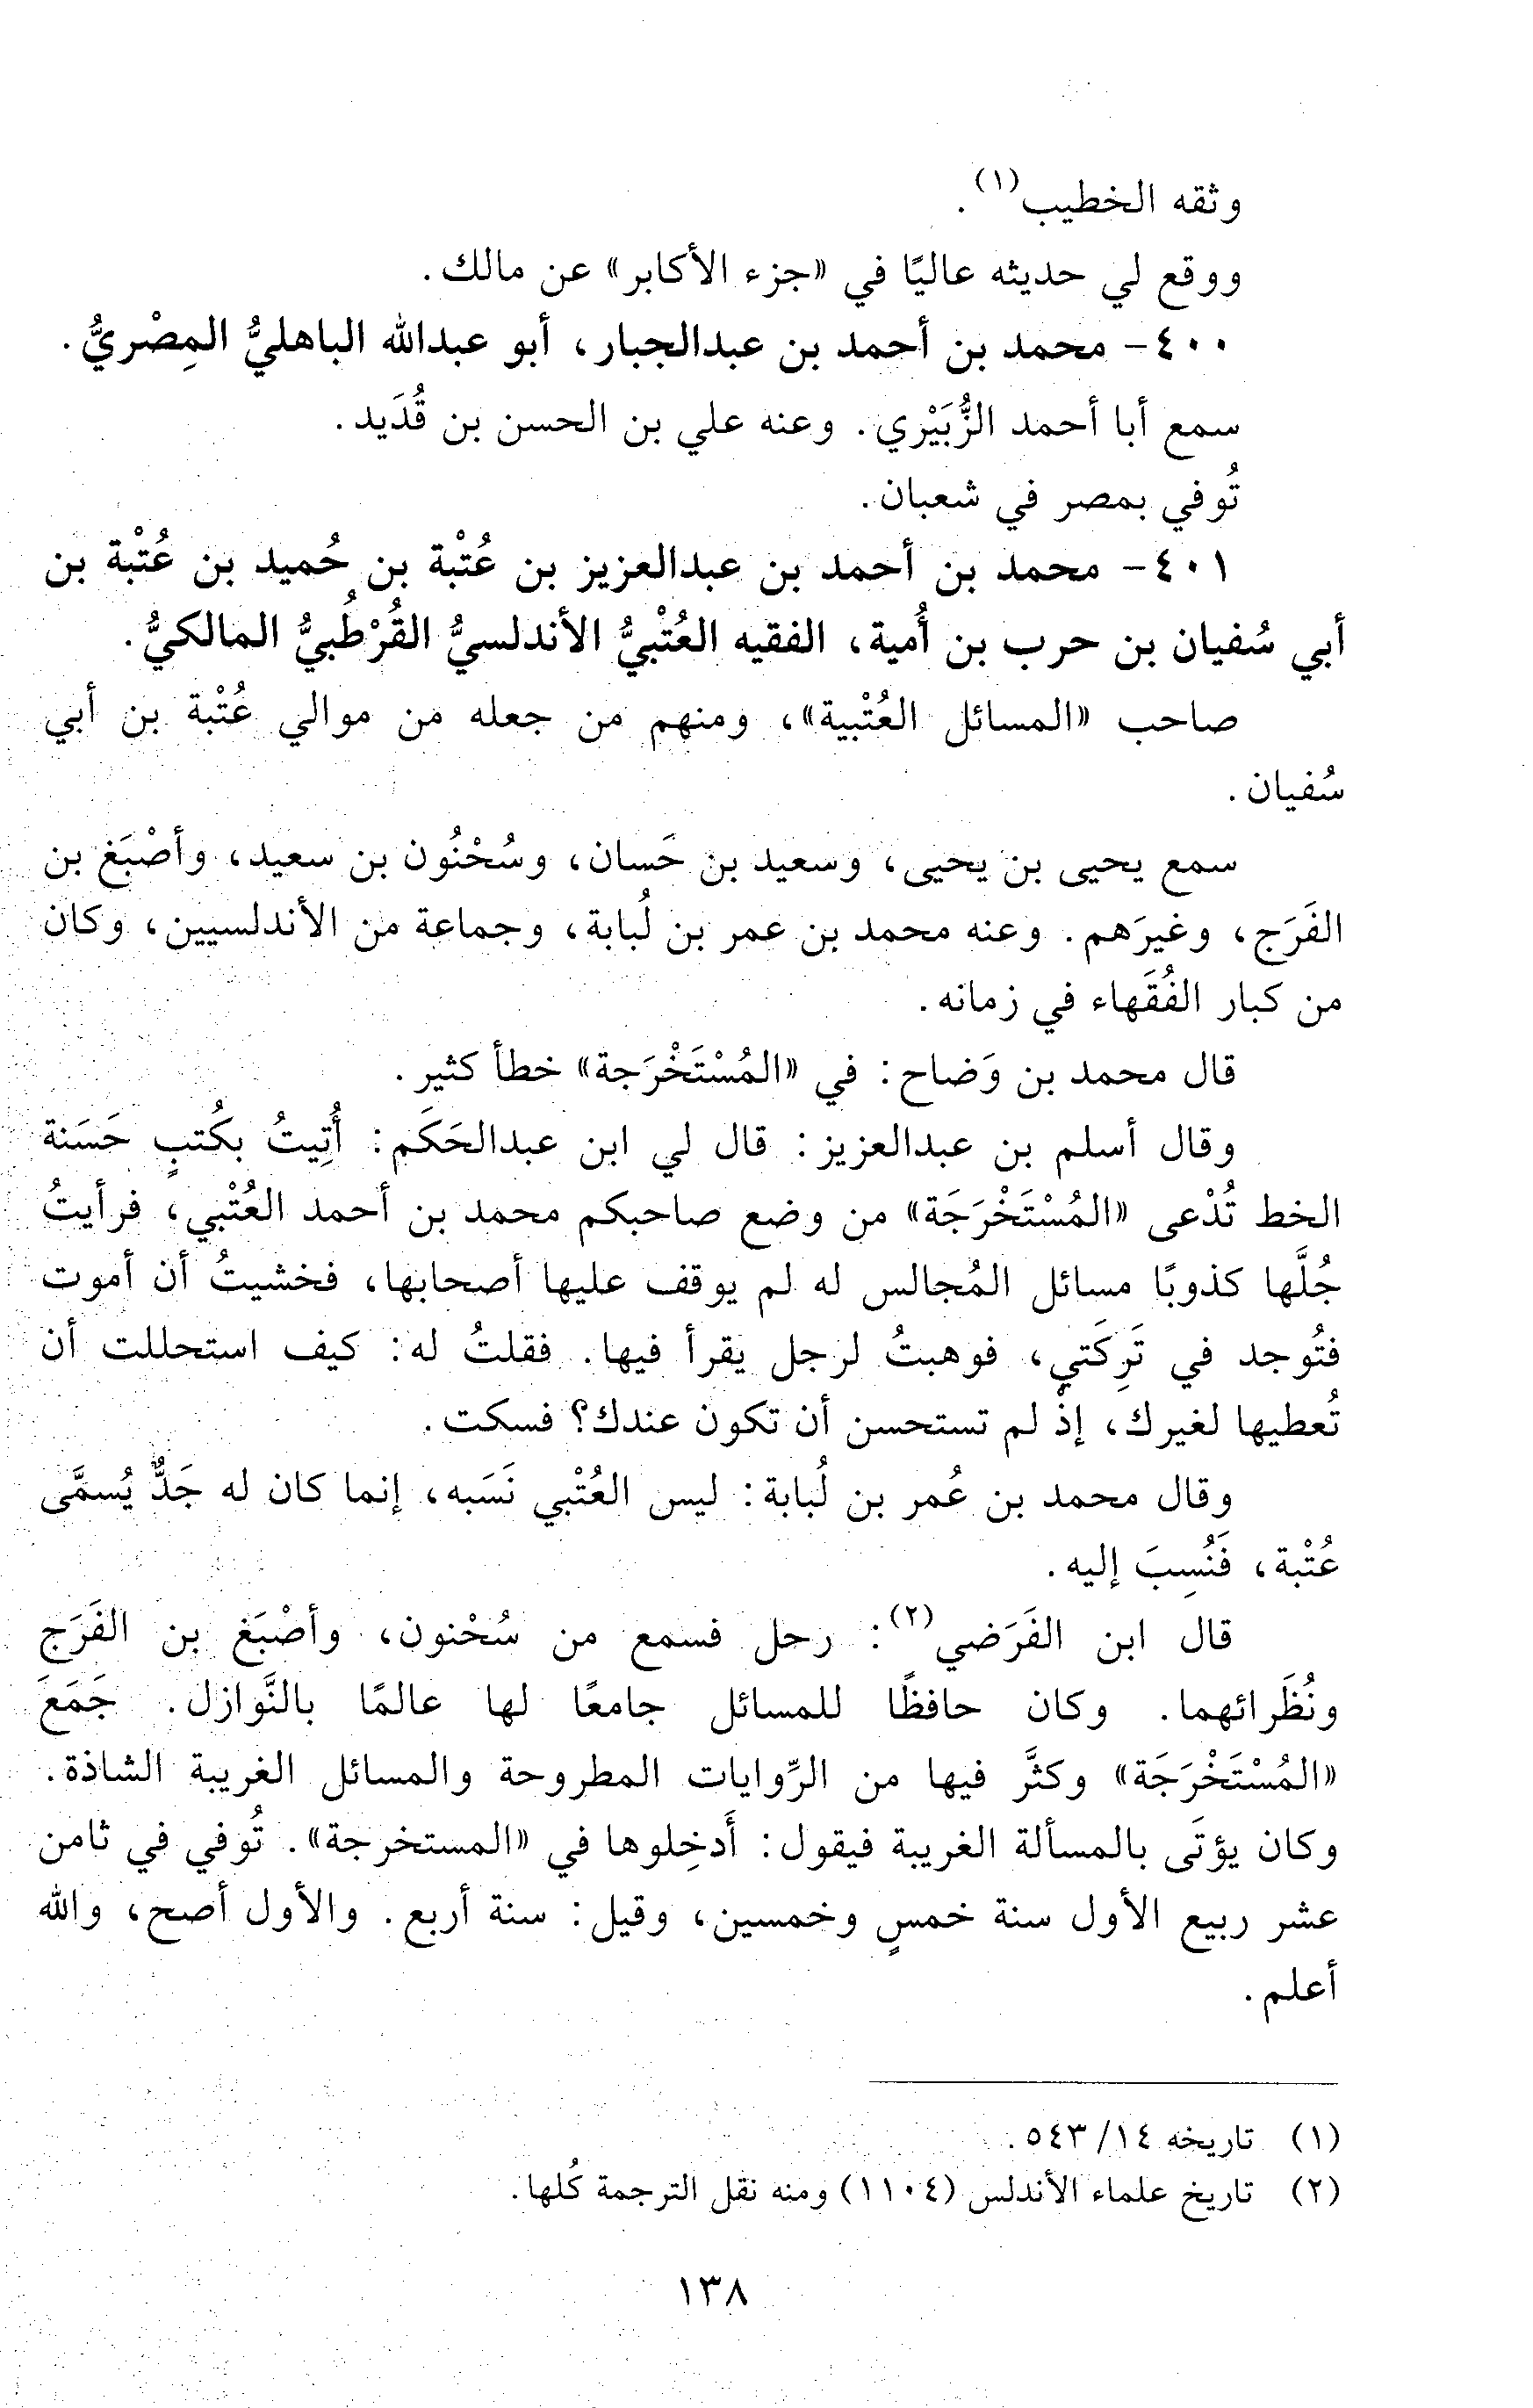 وثقه الخطيب(١).
ووقع لي حديثه عاليًا في «جزء الأكابر» عن مالك.
٤٠٠- محمد بن أحمد بن عبدالجبار، أبو عبدالله الباهليُّ المِصْريُّ.
سمع أبا أحمد الزُّبَيْري. وعنه علي بن الحسن بن قُدَيد.
تُوفي بمصر في شعبان.
٤٠١- محمد بن أحمد بن عبدالعزيز بن عُتْبة بن حُميد بن عُتْبة بن
أبي سُفيان بن حرب بن أُمية، الفقيه العُتْبيُّ الأندلسيُّ القُرْطُبيُّ المالكيُّ.
صاحب «المسائل العُتْبية»، ومنهم من جعله من موالي عُتْبة بن أبي
سُفيان.
سمع يحيى بن يحيى، وسعيد بن حَسان، وسُحْنُون بن سعيد، وأصْبَغ بن
الفَرَج، وغيرَهم. وعنه محمد بن عمر بن لُبابة، وجماعة من الأندلسيين، وكان
من كبار الفُقَهاء في زمانه.
قال محمد بن وَضاح: في «المُسْتَخْرَجة» خطأ كثير.
وقال أسلم بن عبدالعزيز: قال لي ابن عبدالحَكَم: أُتِيتُ بكُتبٍ حَسَنة
الخط تُدْعى «المُسْتَخْرَجَة» من وضع صاحبكم محمد بن أحمد العُتْبي، فرأيتُ
جُلَّها كذوبًا مسائل المُجالس له لم يوقف عليها أصحابها، فخشيتُ أن أموت
فتُوجد في تَرِكَتي، فوهبتُ لرجل يقرأ فيها. فقلتُ له: كيف استحللت أن
تُعطيها لغيرك، إذْ لم تستحسن أن تكون عندك؟ فسكت.
وقال محمد بن عُمر بن لُبابة: ليس العُتْبي نَسَبه، إنما كان له جَدٌّ يُسمَّى
عُتْبة، فَنُسِبَ إليه.
قال ابن الفَرَضي(٢): رحل فسمع من سُحْنون، وأصْبَغ بن الفَرَج
ونُظَرائهما. وكان حافظًا للمسائل جامعًا لها عالمًا بالنَّوازل. جَمَعَ
«المُسْتَخْرَجَة» وكثَّر فيها من الرِّوايات المطروحة والمسائل الغريبة الشاذة.
وكان يؤتَى بالمسألة الغريبة فيقول: أَدخِلوها في «المستخرجة». تُوفي في ثامن
عشر ربيع الأول سنة خمسٍ وخمسين، وقيل: سنة أربع. والأول أصح، والله
أعلم.
(١) تاريخه ١٤/ ٥٤٣.
(٢) تاريخ علماء الأندلس (١١٠٤) ومنه نقل الترجمة كُلها.
١٣٨